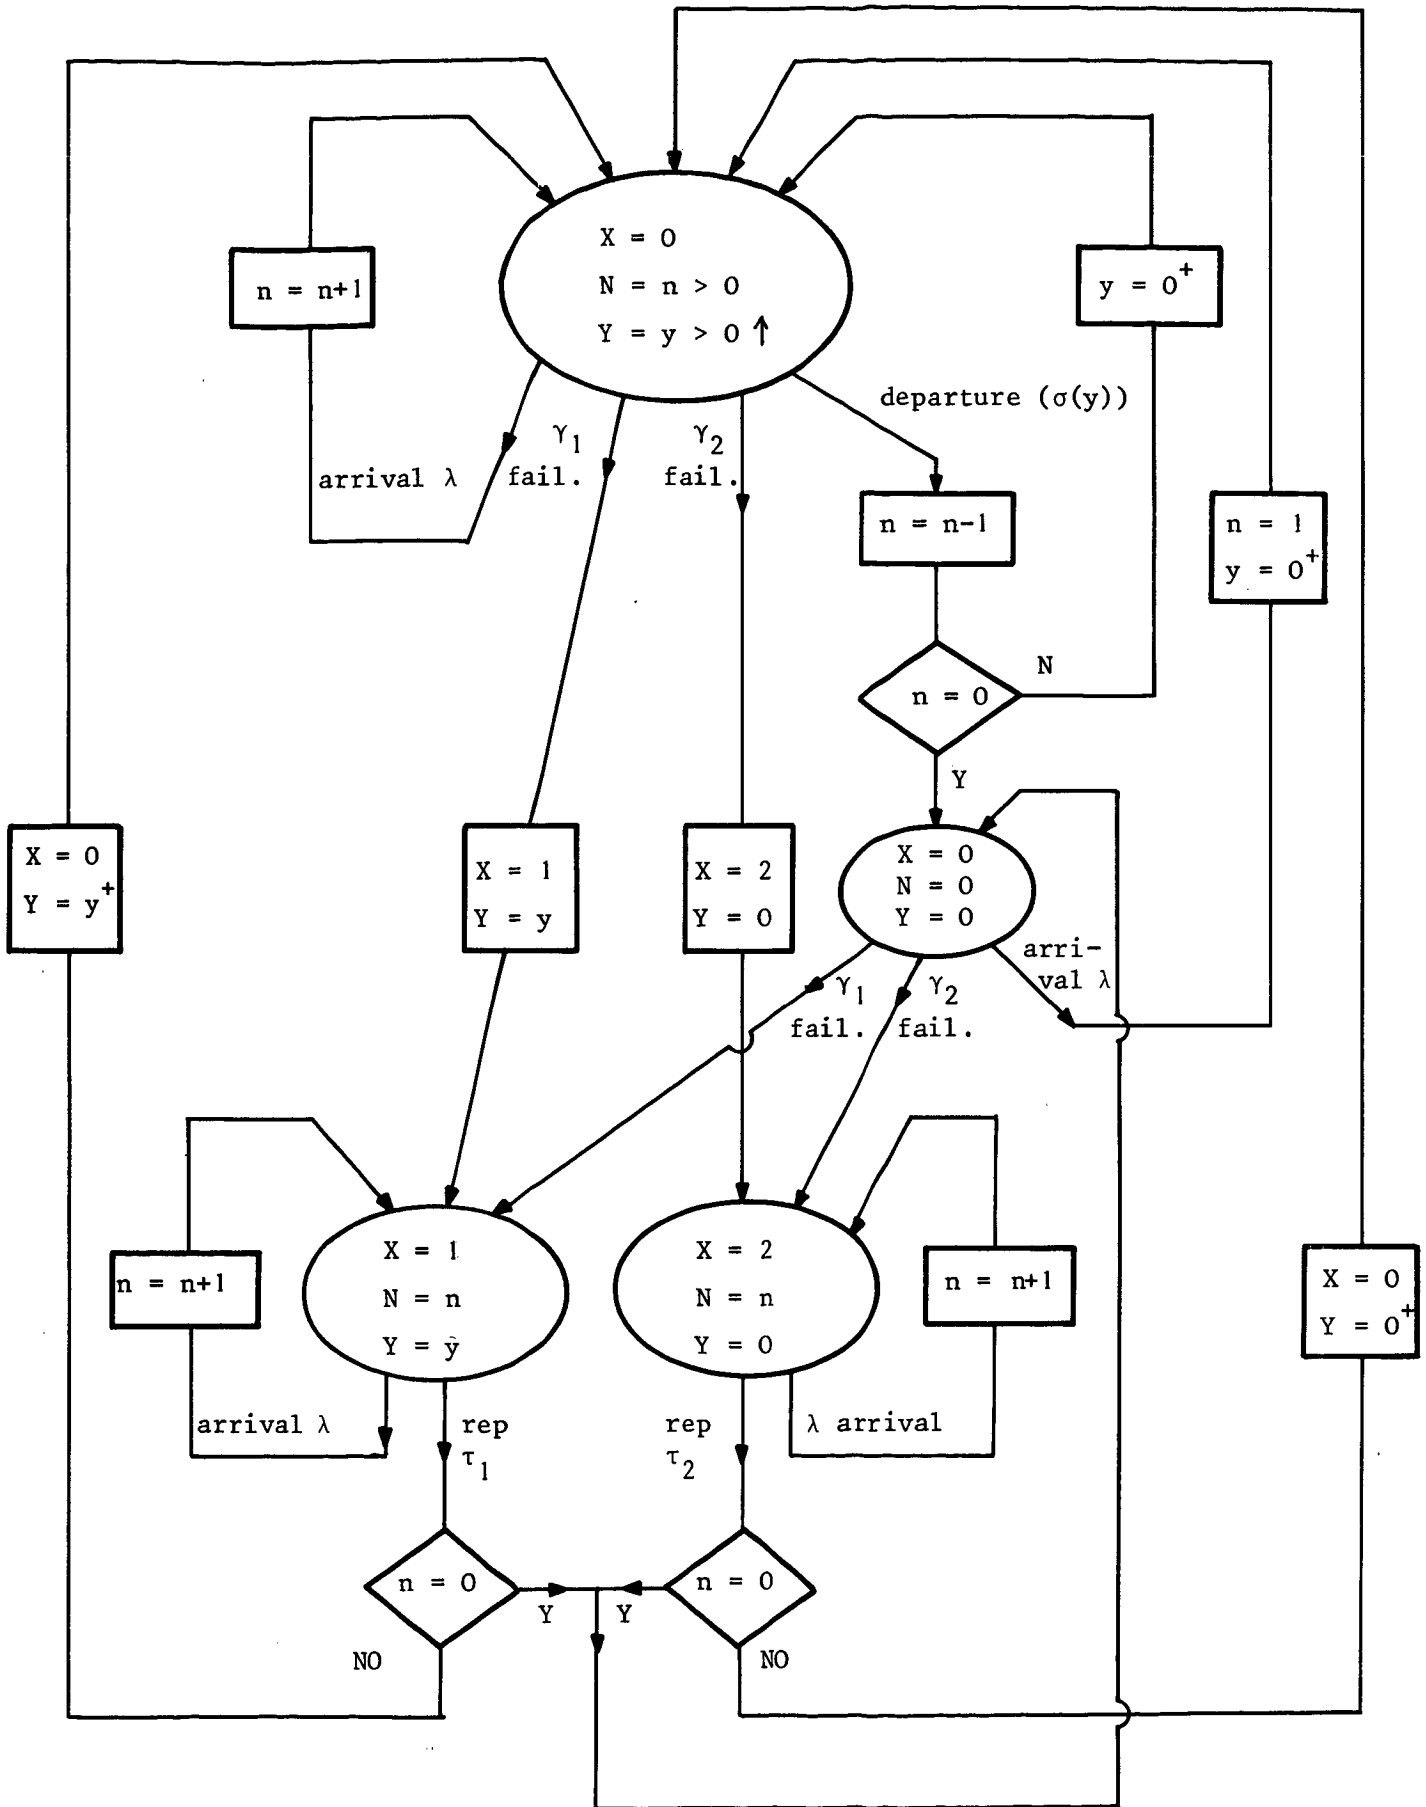 X = 0
N = n > 0
Y = y > 0 ↑
n = n+1
y = 0+
departure (σ(y))
γ1
fail.
γ2
fail.
arrival λ
n = n-1
n = 1
y = 0+
n = 0
N
Y
X = 0
Y = y+
X = 1
Y = y
X = 2
Y = 0
X = 0
N = 0
Y = 0
arri-
val λ
γ1
fail.
γ2
fail.
n = n+1
X = 1
N = n
Y = y
X = 2
N = n
Y = 0
n = n+1
X = 0
Y = 0+
arrival λ
rep
τ1
rep
τ2
λ arrival
n = 0
Y
Y
n = 0
NO
NO